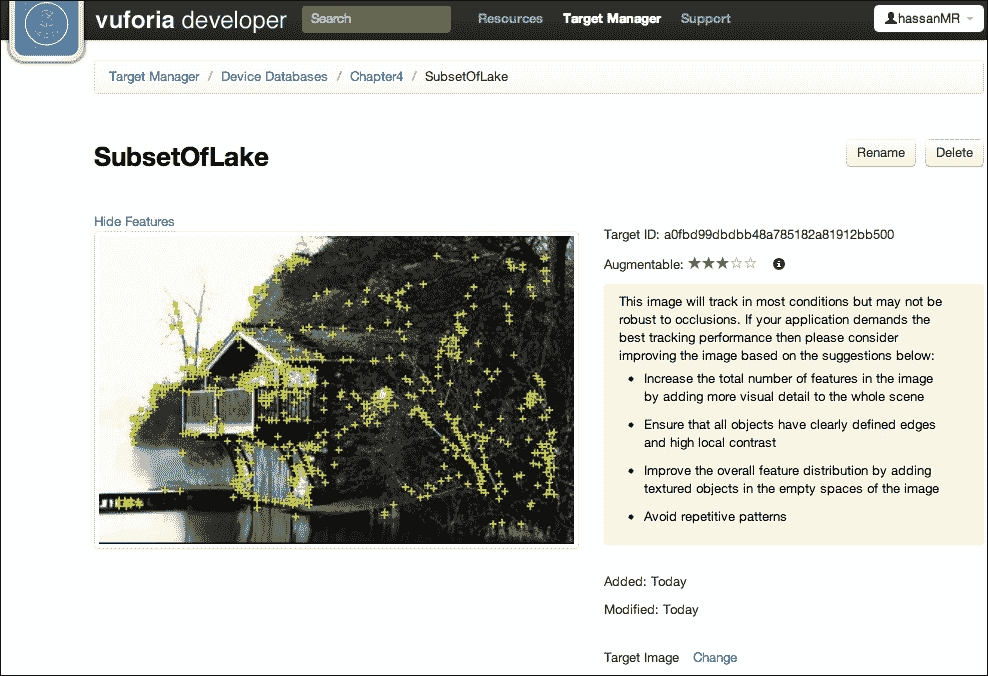 vuforia developer Search Resources Target Manager Support hassanMR
Target Manager / Device Databases / Chapter4 / SubsetOfLake
SubsetOfLake
Rename Delete
Hide Features
Target ID: a0fbd99dbdbb48a785182a81912bb500
Augmentable:
This image will track in most conditions but may not be
robust to occlusions. If your application demands the
best tracking performance then please consider
improving the image based on the suggestions below:
• Increase the total number of features in the image
by adding more visual detail to the whole scene
• Ensure that all objects have clearly defined edges
and high local contrast
• Improve the overall feature distribution by adding
textured objects in the empty spaces of the image
• Avoid repetitive patterns
Added: Today
Modified: Today
Target Image Change